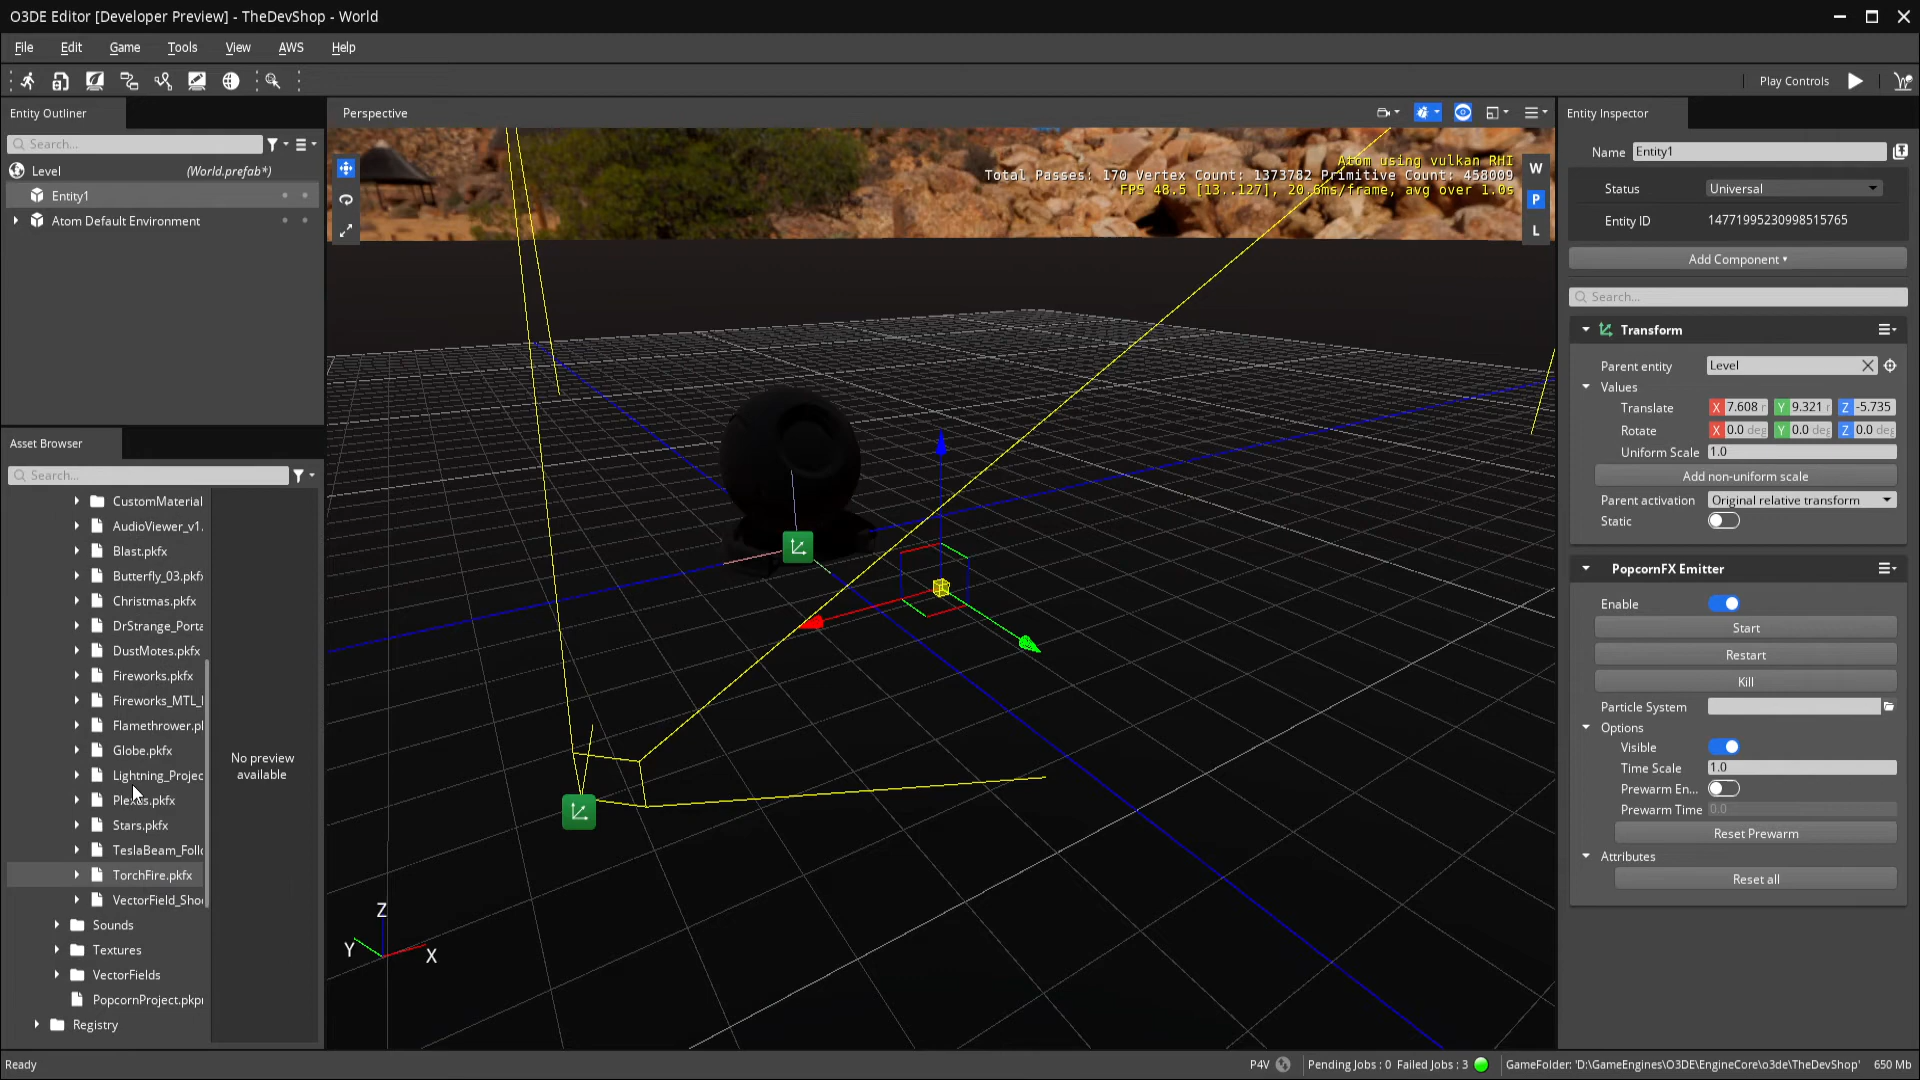 O3DE Editor [Developer Preview] - TheDevShop - World
File Edit Game Tools View AWS Help
Play Controls
Entity Outliner
Search...
Level (World.prefab*)
Entity1
Atom Default Environment
Asset Browser
Search...
CustomMaterial
AudioViewer_v1.
Blast.pkfx
Butterfly_03.pkfx
Christmas.pkfx
DrStrange_Porta
DustMotes.pkfx
Fireworks.pkfx
Fireworks_MTL_
Flamethrower.pl
Globe.pkfx
Lightning_Projec
Plexus.pkfx
Stars.pkfx
TeslaBeam_Follo
TorchFire.pkfx
VectorField_Shoo
Sounds
Textures
VectorFields
PopcornProject.pkpr
Registry
No preview
available
Perspective
Atom using vulkan RHI
Total Passes: 170 Vertex Count: 1373782 Primitive Count: 458009
FPS 48.5 [13..127], 20.6ms/frame, avg over 1.0s
W
P
L
Z
Y
X
Entity Inspector
Name Entity1
Status Universal
Entity ID 14771995230998515765
Add Component
Search...
Transform
Parent entity Level
Values
Translate X 7.608 Y 9.321 Z -5.735
Rotate X 0.0 deg Y 0.0 deg Z 0.0 deg
Uniform Scale 1.0
Add non-uniform scale
Parent activation Original relative transform
Static
PopcornFX Emitter
Enable
Start
Restart
Kill
Particle System
Options
Visible
Time Scale 1.0
Prewarm En...
Prewarm Time 0.0
Reset Prewarm
Attributes
Reset all
Ready
P4V
Pending Jobs : 0 Failed Jobs : 3
GameFolder: 'D:\GameEngines\O3DE\EngineCore\o3de\TheDevShop'
650 Mb